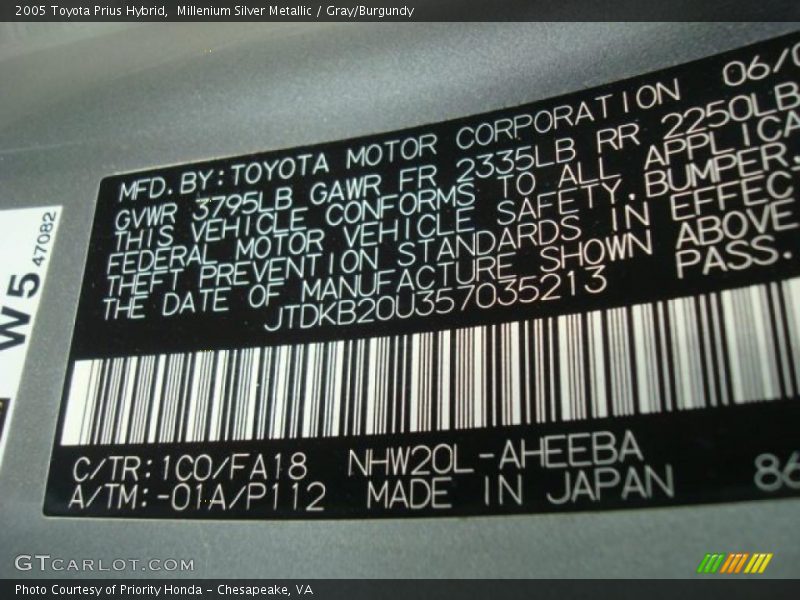 2005 Toyota Prius Hybrid, Millenium Silver Metallic / Gray/Burgundy
MFD.BY:TOYOTA MOTOR CORPORATION 06/0
GVWR 3795LB GAWR FR 2335LB RR 2250LB
THIS VEHICLE CONFORMS TO ALL APPLICA
FEDERAL MOTOR VEHICLE SAFETY,BUMPER,
THEFT PREVENTION STANDARDS IN EFFECT
THE DATE OF MANUFACTURE SHOWN ABOVE
JTDKB20U357035213 PASS.
W5 47082
C/TR:1C0/FA18 NHW20L-AHEEBA
A/TM:-01A/P112 MADE IN JAPAN 86
GTCARLOT.COM
Photo Courtesy of Priority Honda - Chesapeake, VA